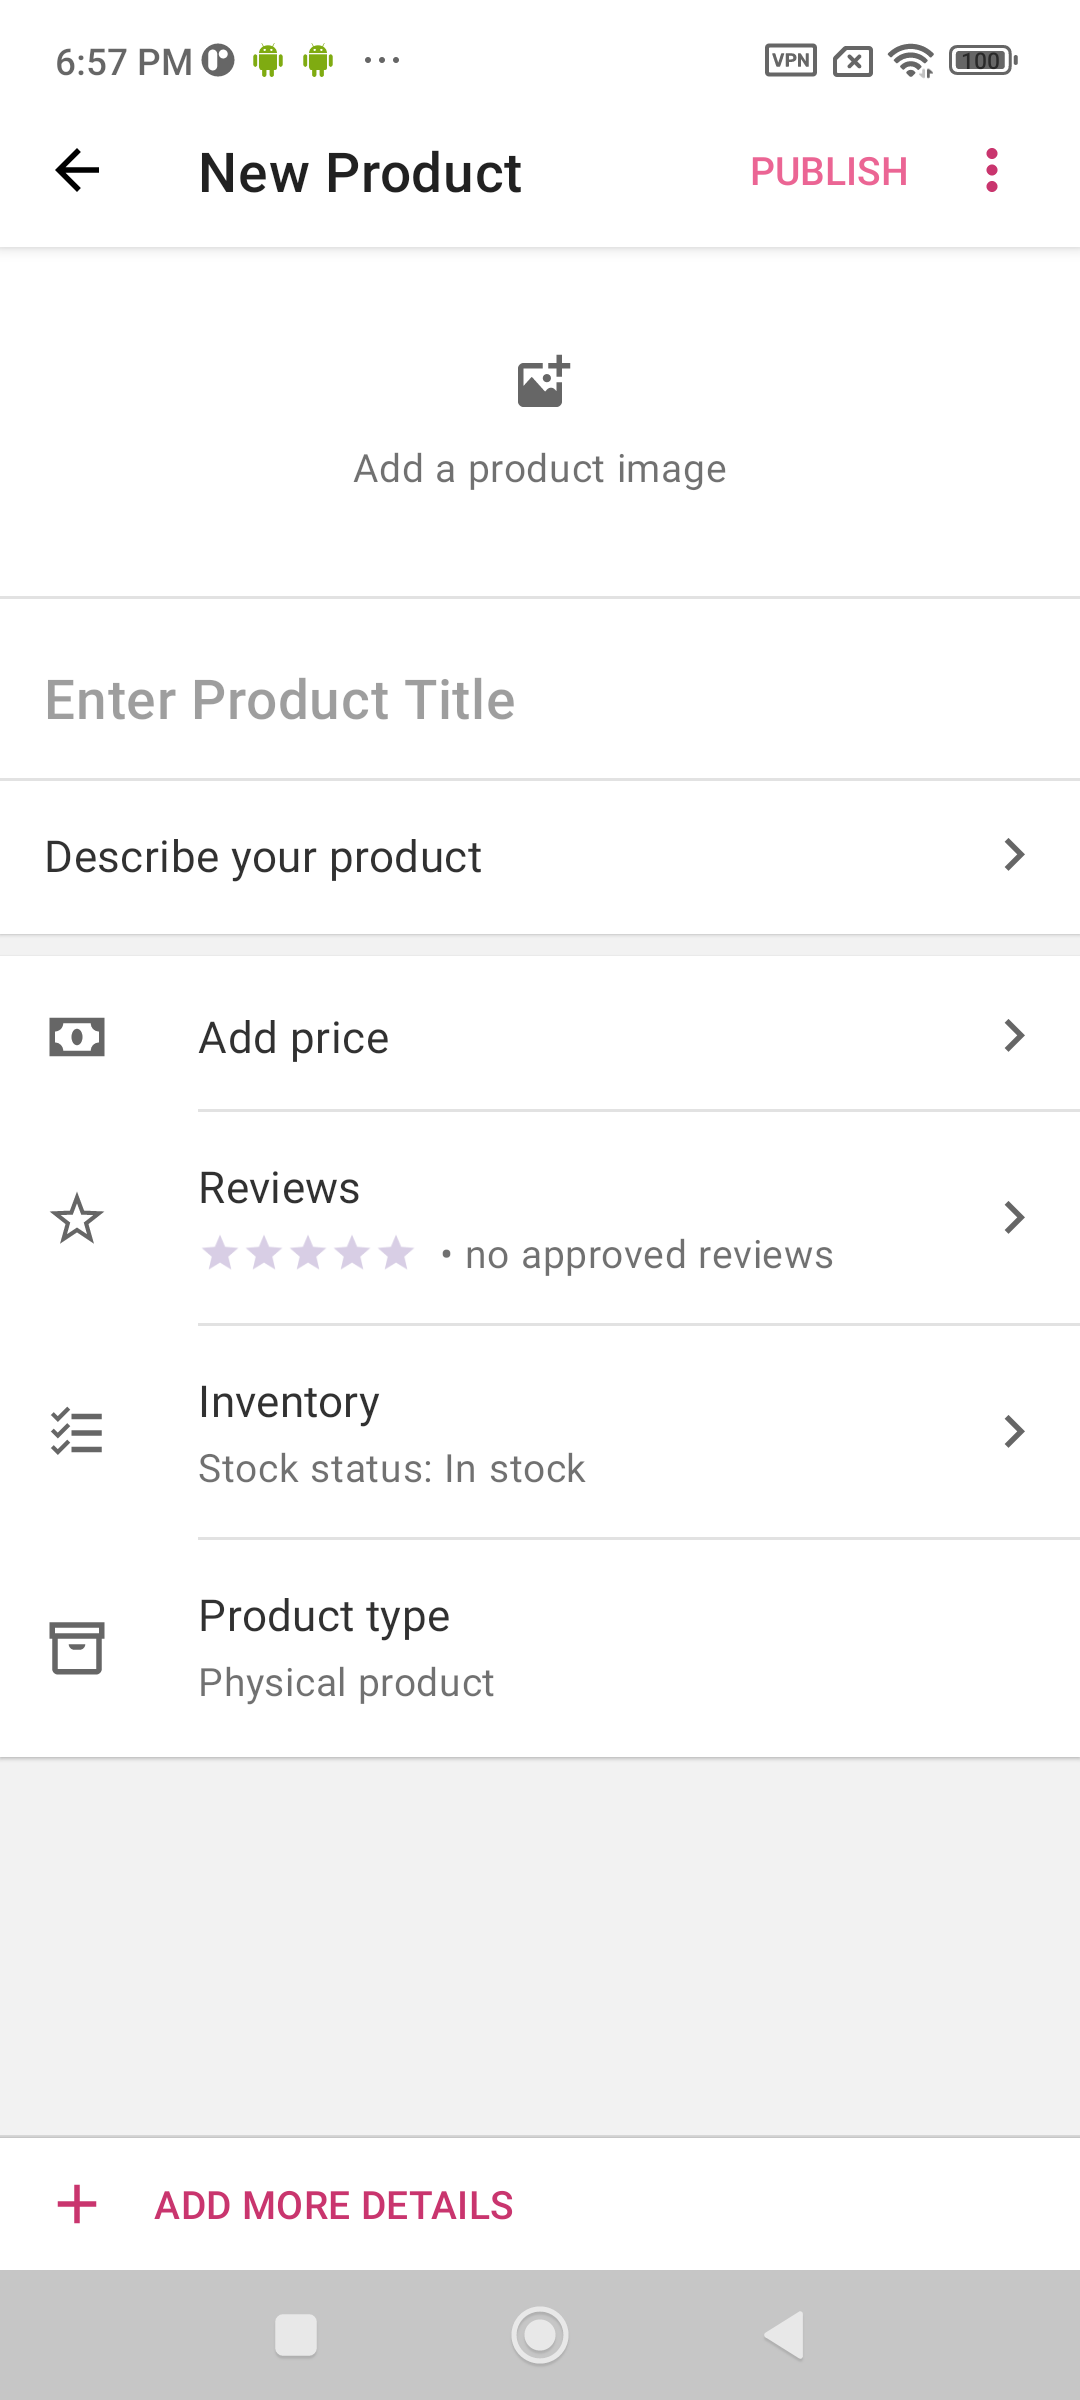 6:57 PM
VPN
100
New Product
PUBLISH
Add a product image
Enter Product Title
Describe your product
Add price
Reviews
• no approved reviews
Inventory
Stock status: In stock
Product type
Physical product
ADD MORE DETAILS